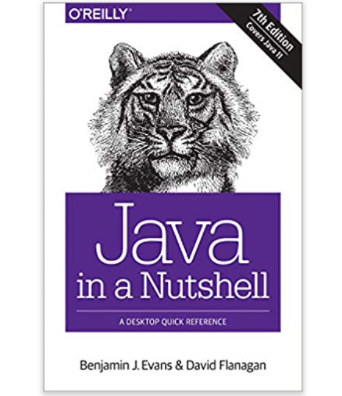 O'REILLY®
7th Edition
Covers Java 11
Java
in a Nutshell
A DESKTOP QUICK REFERENCE
Benjamin J. Evans & David Flanagan